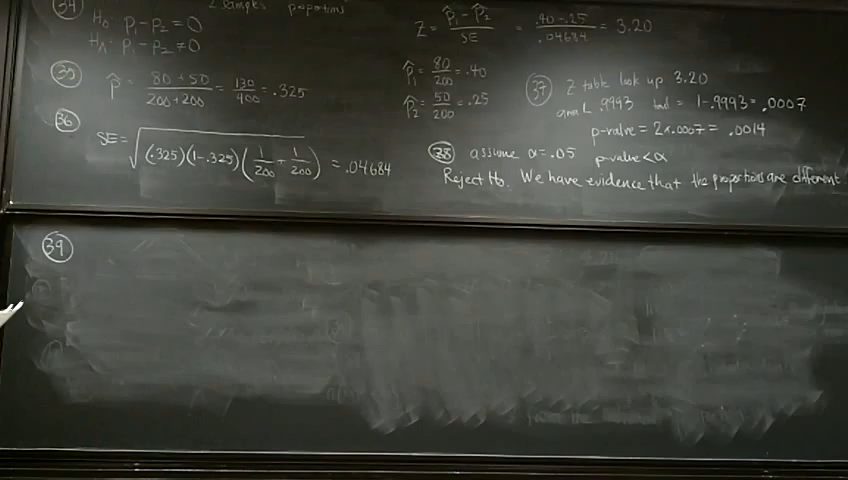 34
H₀: p₁ - p₂ = 0
Hₐ: p₁ - p₂ ≠ 0
2 samples proportions
35
p̂ = (80 + 50)/(200 + 200) = 130/400 = .325
36
SE = √((.325)(1-.325)(1/200 + 1/200)) = .04684
Z = (p̂₁ - p̂₂)/SE = (.40 - .25)/.04684 = 3.20
p̂₁ = 80/200 = .40
p̂₂ = 50/200 = .25
37
Z table look up 3.20
area L .9993 tail = 1-.9993 = .0007
p-value = 2x.0007 = .0014
38
assume α = .05 p-value < α
Reject H₀. We have evidence that the proportions are different
39